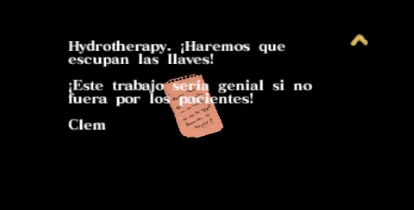 Hydrotherapy. ¡Haremos que
escupan las llaves!
¡Este trabajo sería genial si no
fuera por los pacientes!
Clem